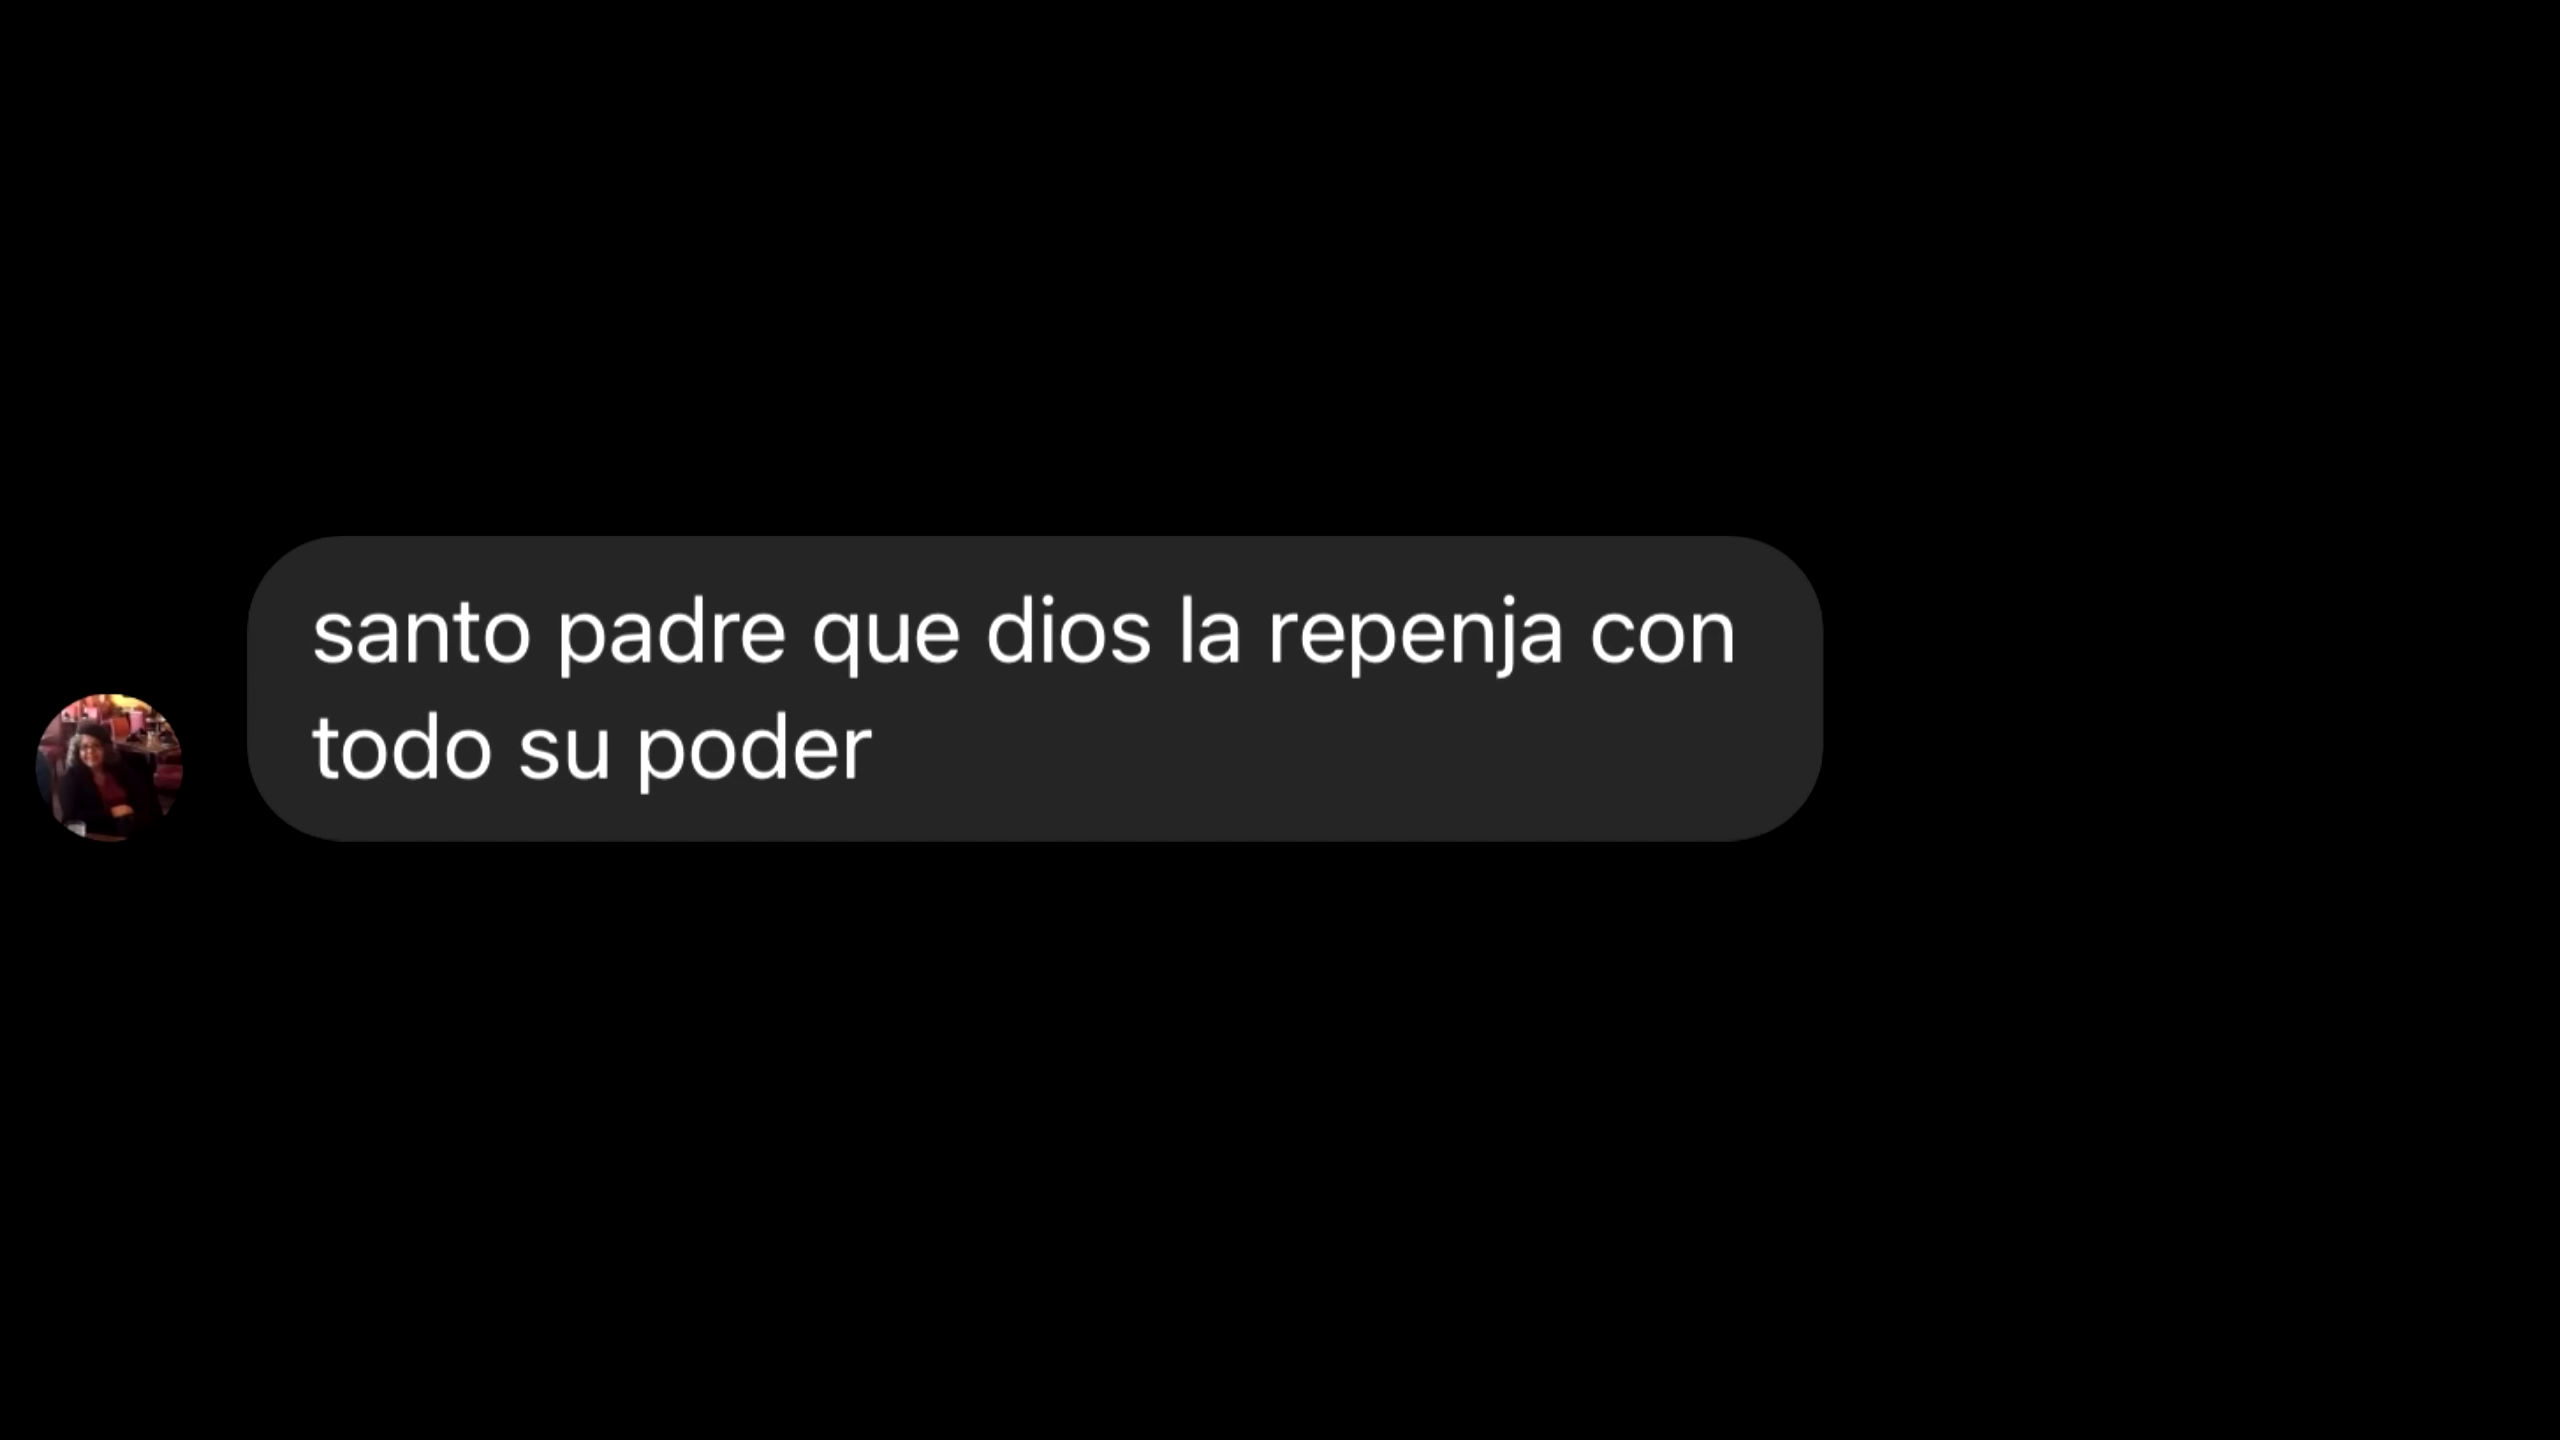 santo padre que dios la repenja con
todo su poder